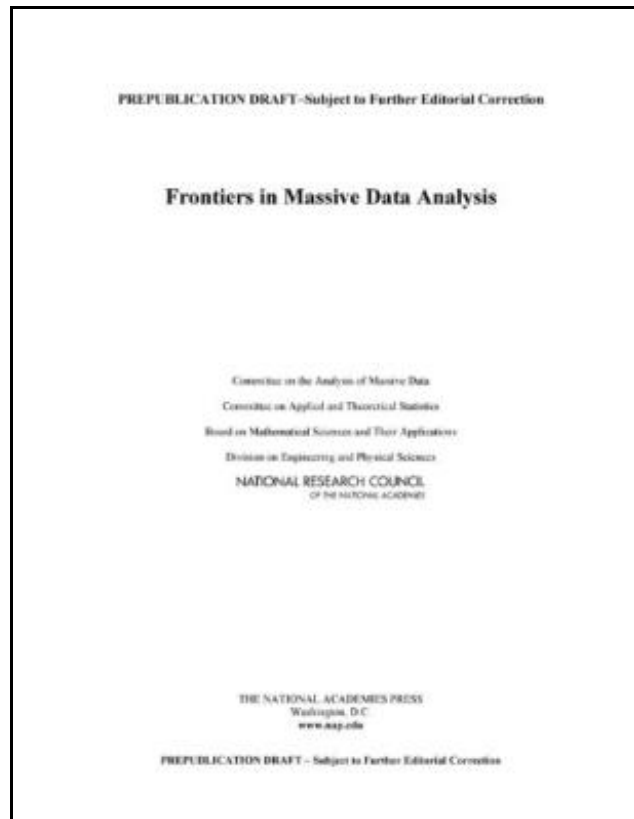 PREPUBLICATION DRAFT–Subject to Further Editorial Correction
Frontiers in Massive Data Analysis
Committee on the Analysis of Massive Data
Committee on Applied and Theoretical Statistics
Board on Mathematical Sciences and Their Applications
Division on Engineering and Physical Sciences
NATIONAL RESEARCH COUNCIL
OF THE NATIONAL ACADEMIES
THE NATIONAL ACADEMIES PRESS
Washington, D.C.
www.nap.edu
PREPUBLICATION DRAFT – Subject to Further Editorial Correction